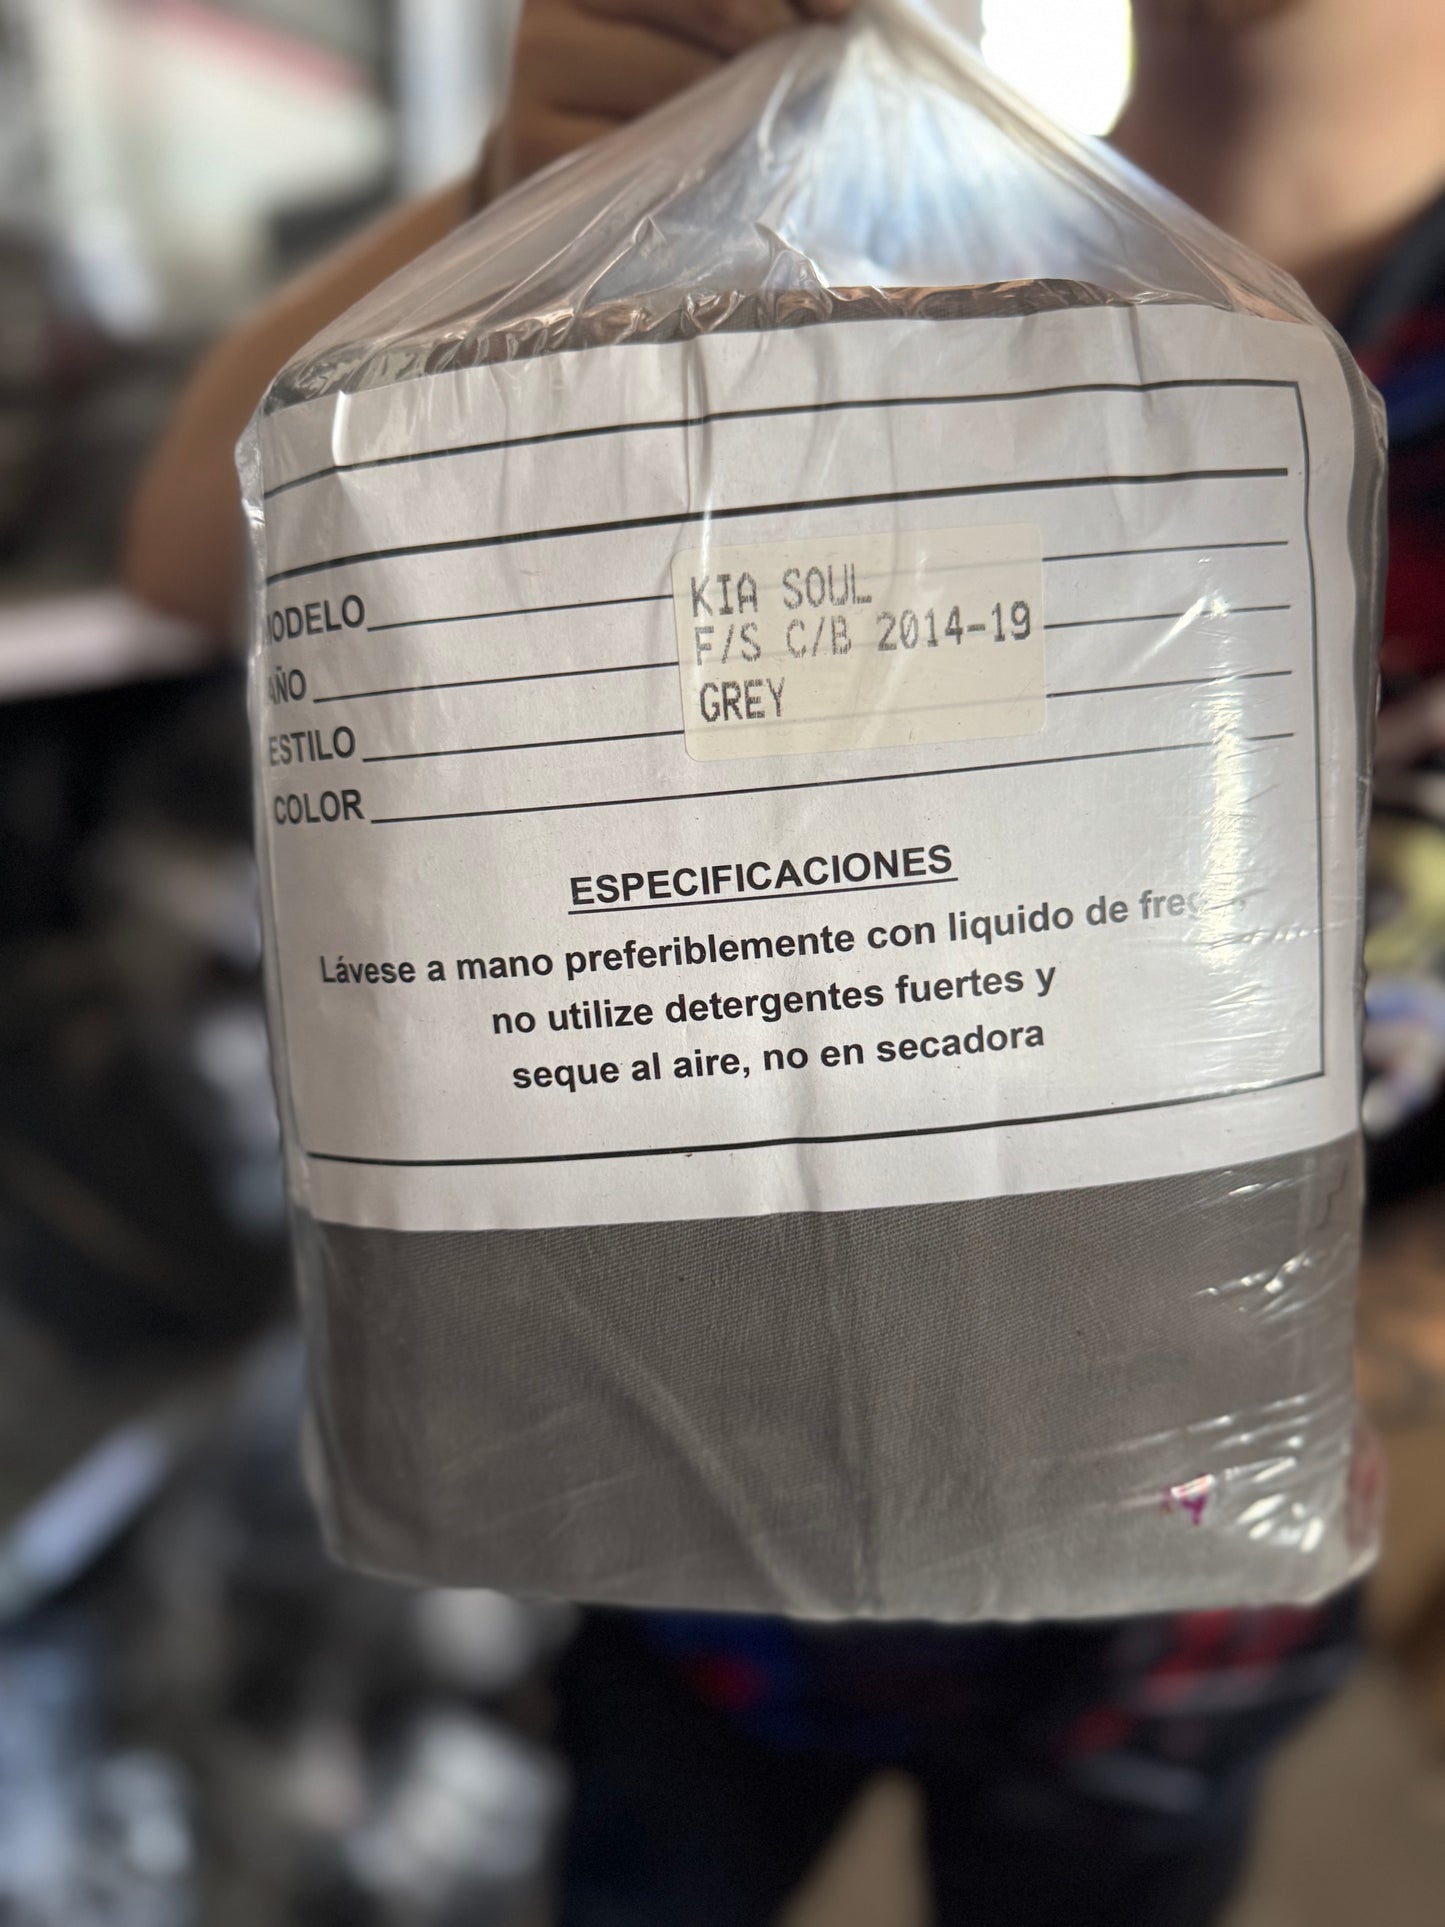 MODELO
KIA SOUL
F/S C/B 2014-19
GREY
AÑO
ESTILO
COLOR
ESPECIFICACIONES
Lávese a mano preferiblemente con liquido de
no utilize detergentes fuertes y
seque al aire, no en secadora